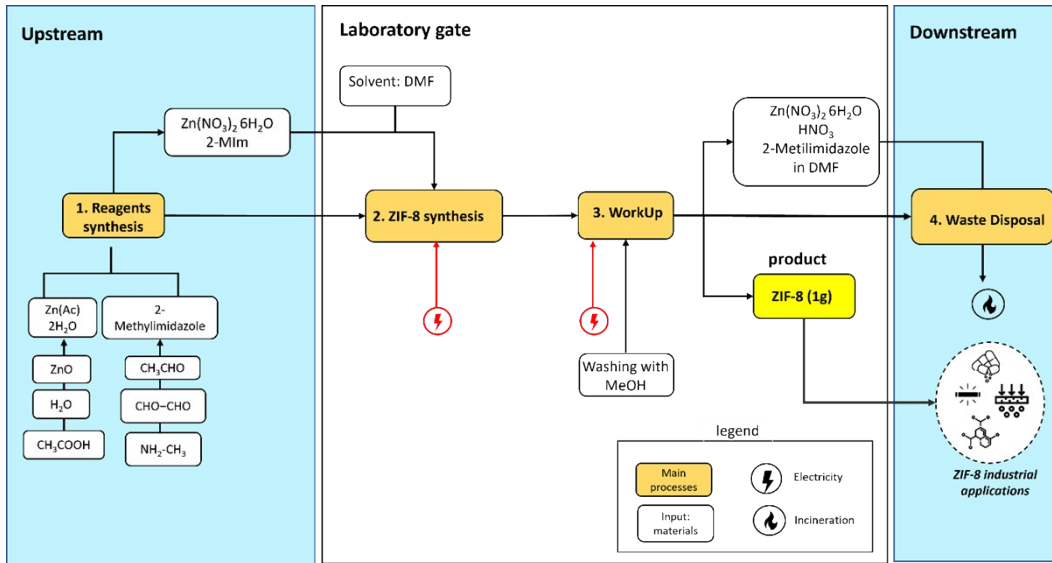 Upstream
Laboratory gate
Downstream
Solvent: DMF
Zn(NO₃)₂ 6H₂O
2-MIm
Zn(NO₃)₂ 6H₂O
HNO₃
2-Metilimidazole
in DMF
1. Reagents
synthesis
2. ZIF-8 synthesis
3. WorkUp
4. Waste Disposal
product
ZIF-8 (1g)
Zn(Ac)
2H₂O
2-
Methylimidazole
ZnO
CH₃CHO
H₂O
CHO–CHO
CH₃COOH
NH₂-CH₃
Washing with
MeOH
legend
Main
processes
Electricity
Input:
materials
Incineration
ZIF-8 industrial
applications